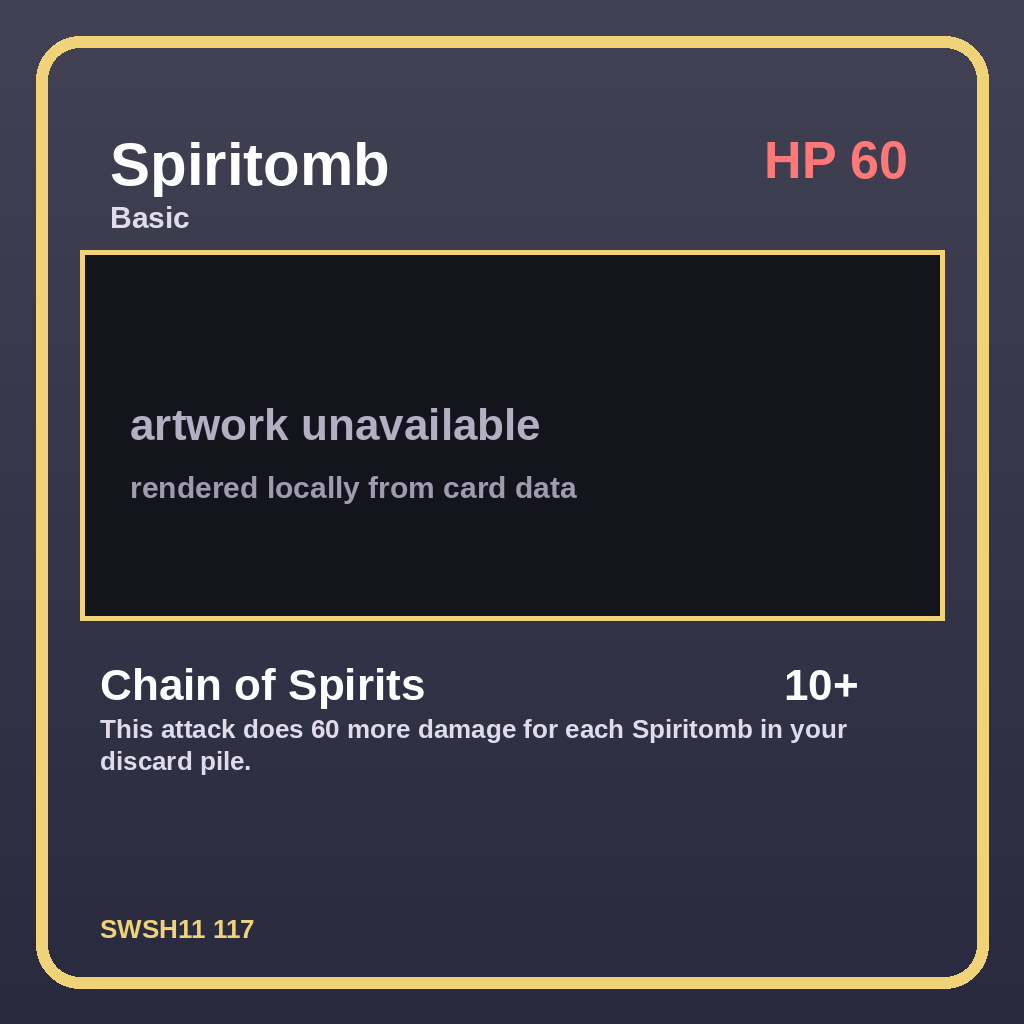 Spiritomb
HP 60
Basic
artwork unavailable
rendered locally from card data
Chain of Spirits
10+
This attack does 60 more damage for each Spiritomb in your
discard pile.
SWSH11 117